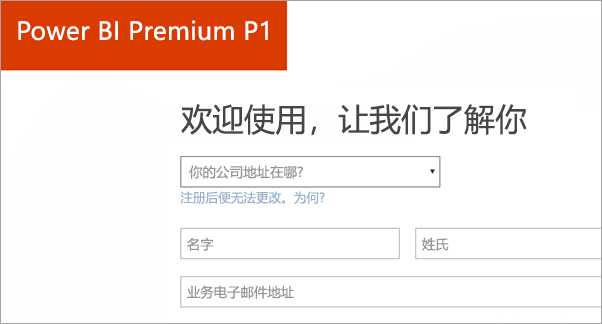 Power BI Premium P1
欢迎使用，让我们了解你
你的公司地址在哪?
注册后便无法更改。为何?
名字 姓氏
业务电子邮件地址